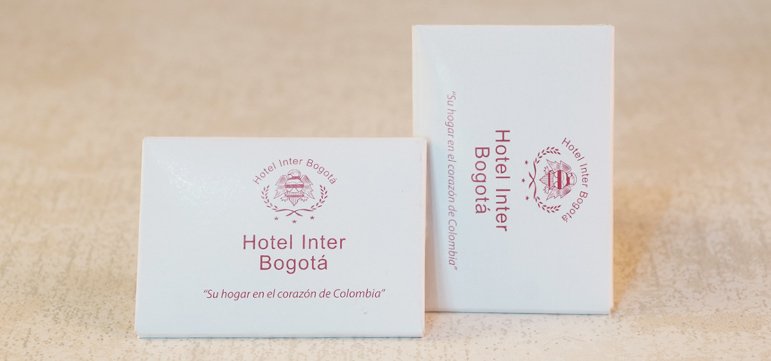 Hotel Inter Bogotá
Hotel Inter
Bogotá
"Su hogar en el corazón de Colombia"
Hotel Inter Bogotá
Hotel Inter
Bogotá
"Su hogar en el corazón de Colombia"